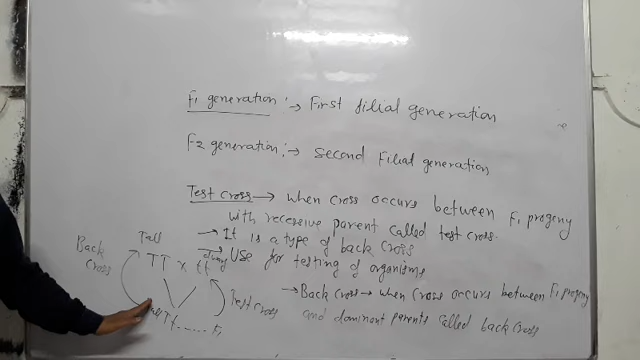 F1 generation :→ First filial generation
F2 generation :→ second Filial generation
Test cross → when cross occurs between F1 progeny
with recessive parent called test cross.
→ It is a type of back cross
→ Use for testing of organisms
→ Back cross → when cross occurs between F1 progeny
and dominant parents called back cross
Tall
Back
cross
TT x tt
Test cross
Tt ...... F1